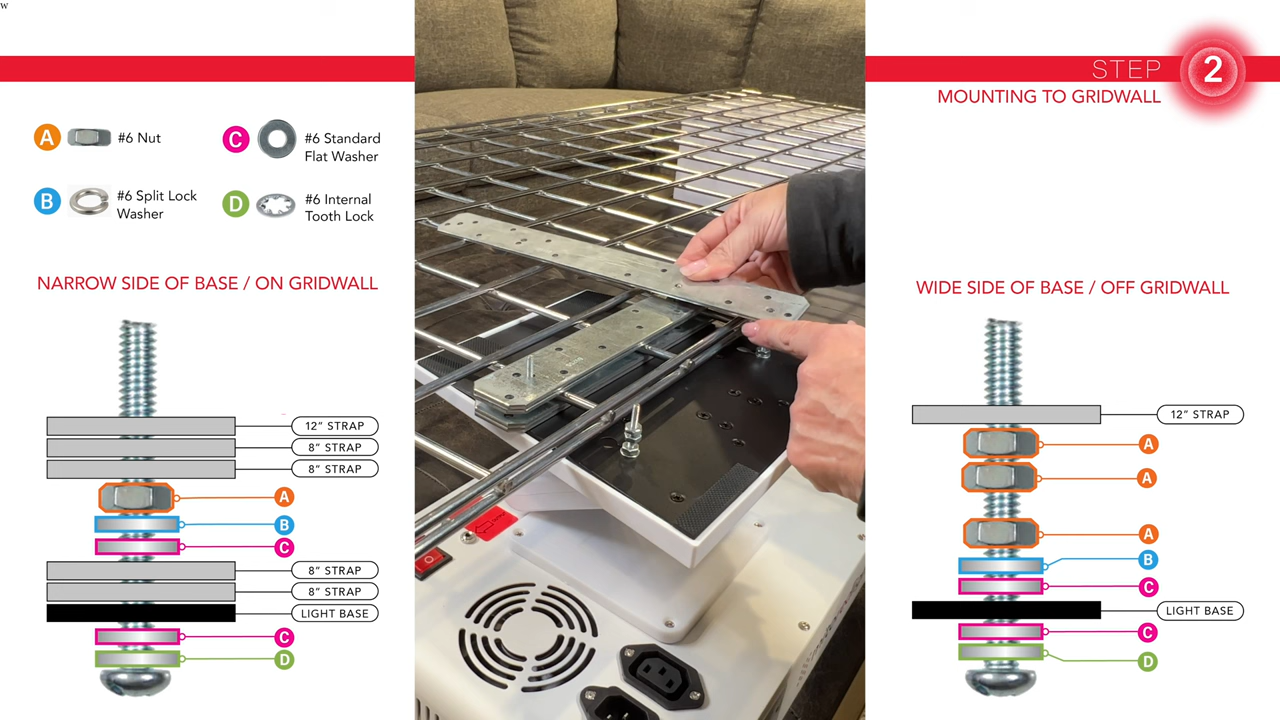 w
STEP 2
MOUNTING TO GRIDWALL
A #6 Nut
C #6 Standard
Flat Washer
B #6 Split Lock
Washer
D #6 Internal
Tooth Lock
NARROW SIDE OF BASE / ON GRIDWALL
12” STRAP
8” STRAP
8” STRAP
A
B
C
8” STRAP
8” STRAP
LIGHT BASE
C
D
WIDE SIDE OF BASE / OFF GRIDWALL
12” STRAP
A
A
A
B
C
LIGHT BASE
C
D